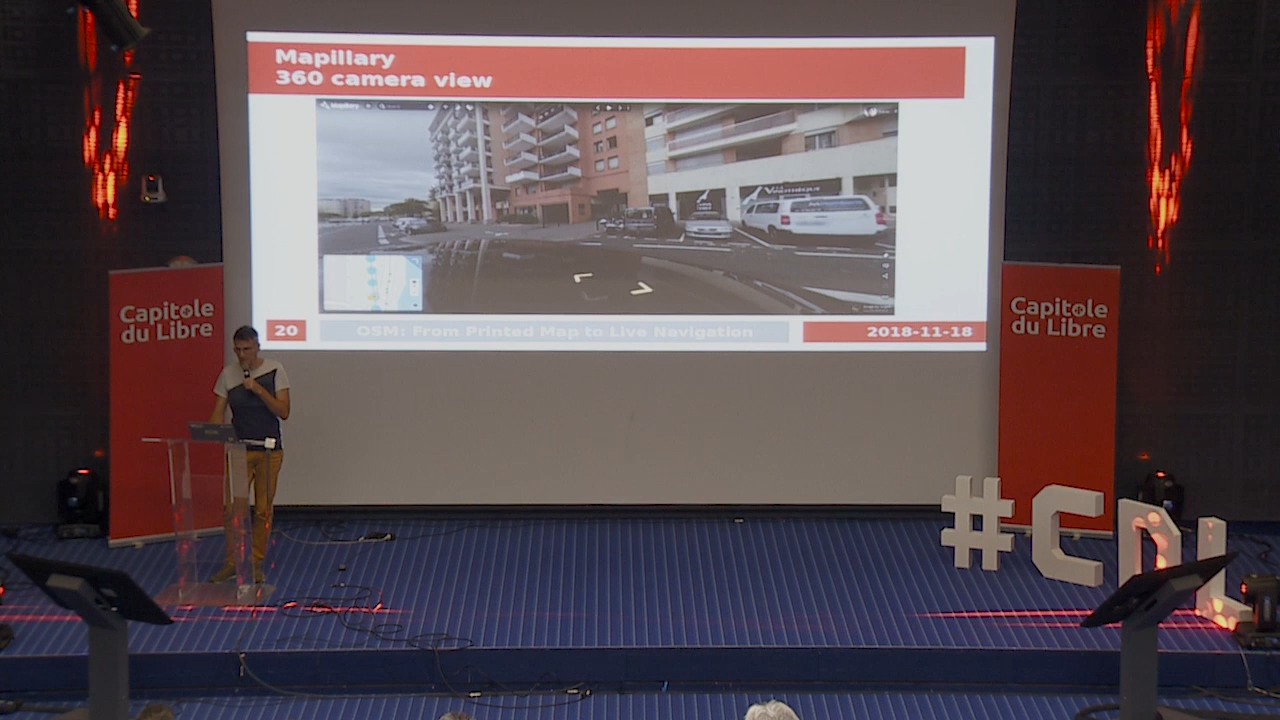 Mapillary
360 camera view
Mapillary
20
OSM: From Printed Map to Live Navigation
2018-11-18
Capitole
du Libre
Capitole
du Libre
#CDL